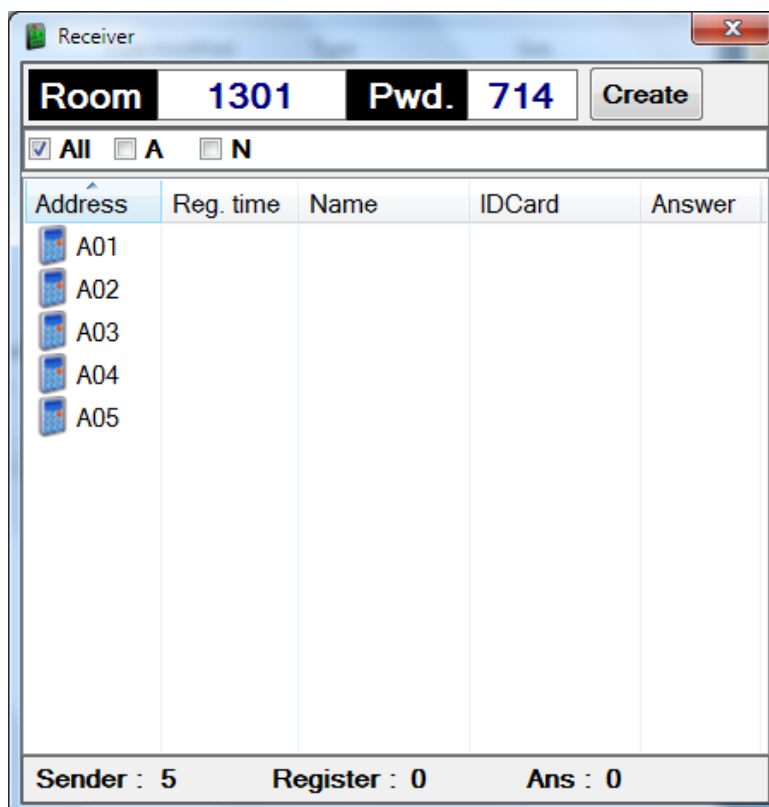 Receiver
Room 1301 Pwd. 714 Create
All A N
Address Reg. time Name IDCard Answer
A01
A02
A03
A04
A05
Sender : 5 Register : 0 Ans : 0